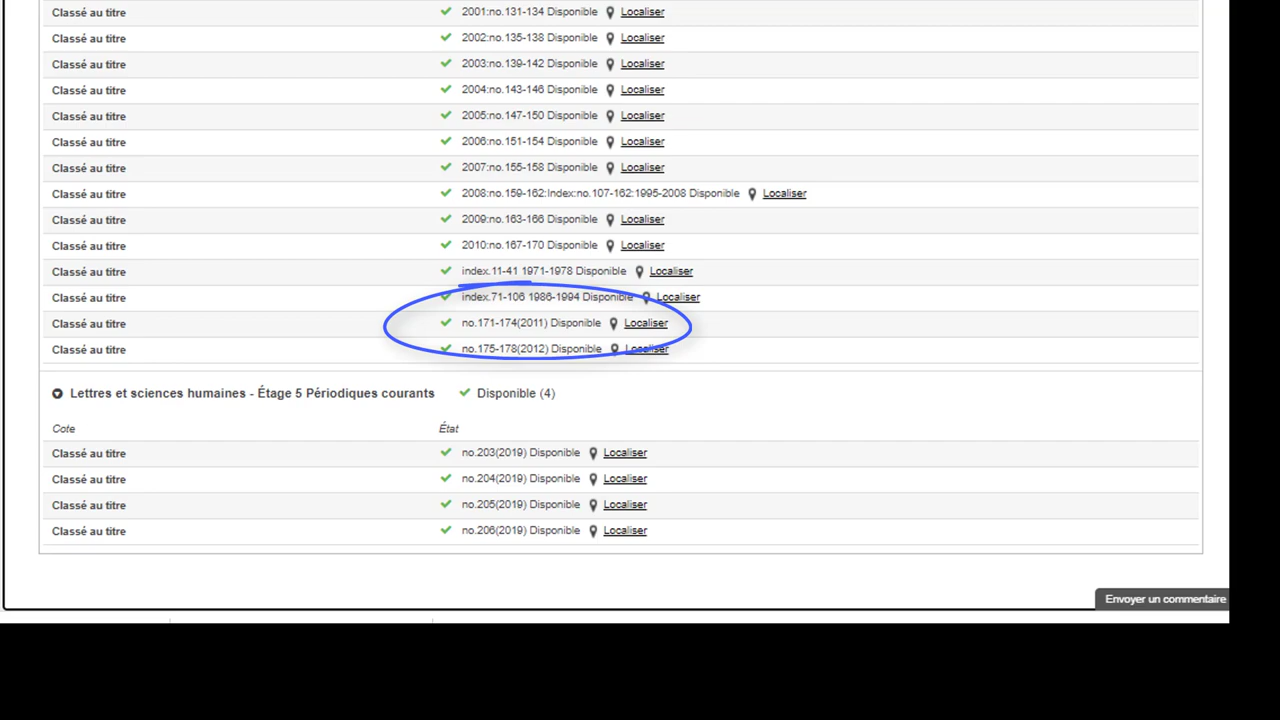 Classé au titre 2001:no.131-134 Disponible Localiser
Classé au titre 2002:no.135-138 Disponible Localiser
Classé au titre 2003:no.139-142 Disponible Localiser
Classé au titre 2004:no.143-146 Disponible Localiser
Classé au titre 2005:no.147-150 Disponible Localiser
Classé au titre 2006:no.151-154 Disponible Localiser
Classé au titre 2007:no.155-158 Disponible Localiser
Classé au titre 2008:no.159-162:Index:no.107-162:1995-2008 Disponible Localiser
Classé au titre 2009:no.163-166 Disponible Localiser
Classé au titre 2010:no.167-170 Disponible Localiser
Classé au titre index.11-41 1971-1978 Disponible Localiser
Classé au titre index.71-106 1986-1994 Disponible Localiser
Classé au titre no.171-174(2011) Disponible Localiser
Classé au titre no.175-178(2012) Disponible Localiser
Lettres et sciences humaines - Étage 5 Périodiques courants Disponible (4)
Cote État
Classé au titre no.203(2019) Disponible Localiser
Classé au titre no.204(2019) Disponible Localiser
Classé au titre no.205(2019) Disponible Localiser
Classé au titre no.206(2019) Disponible Localiser
Envoyer un commentaire